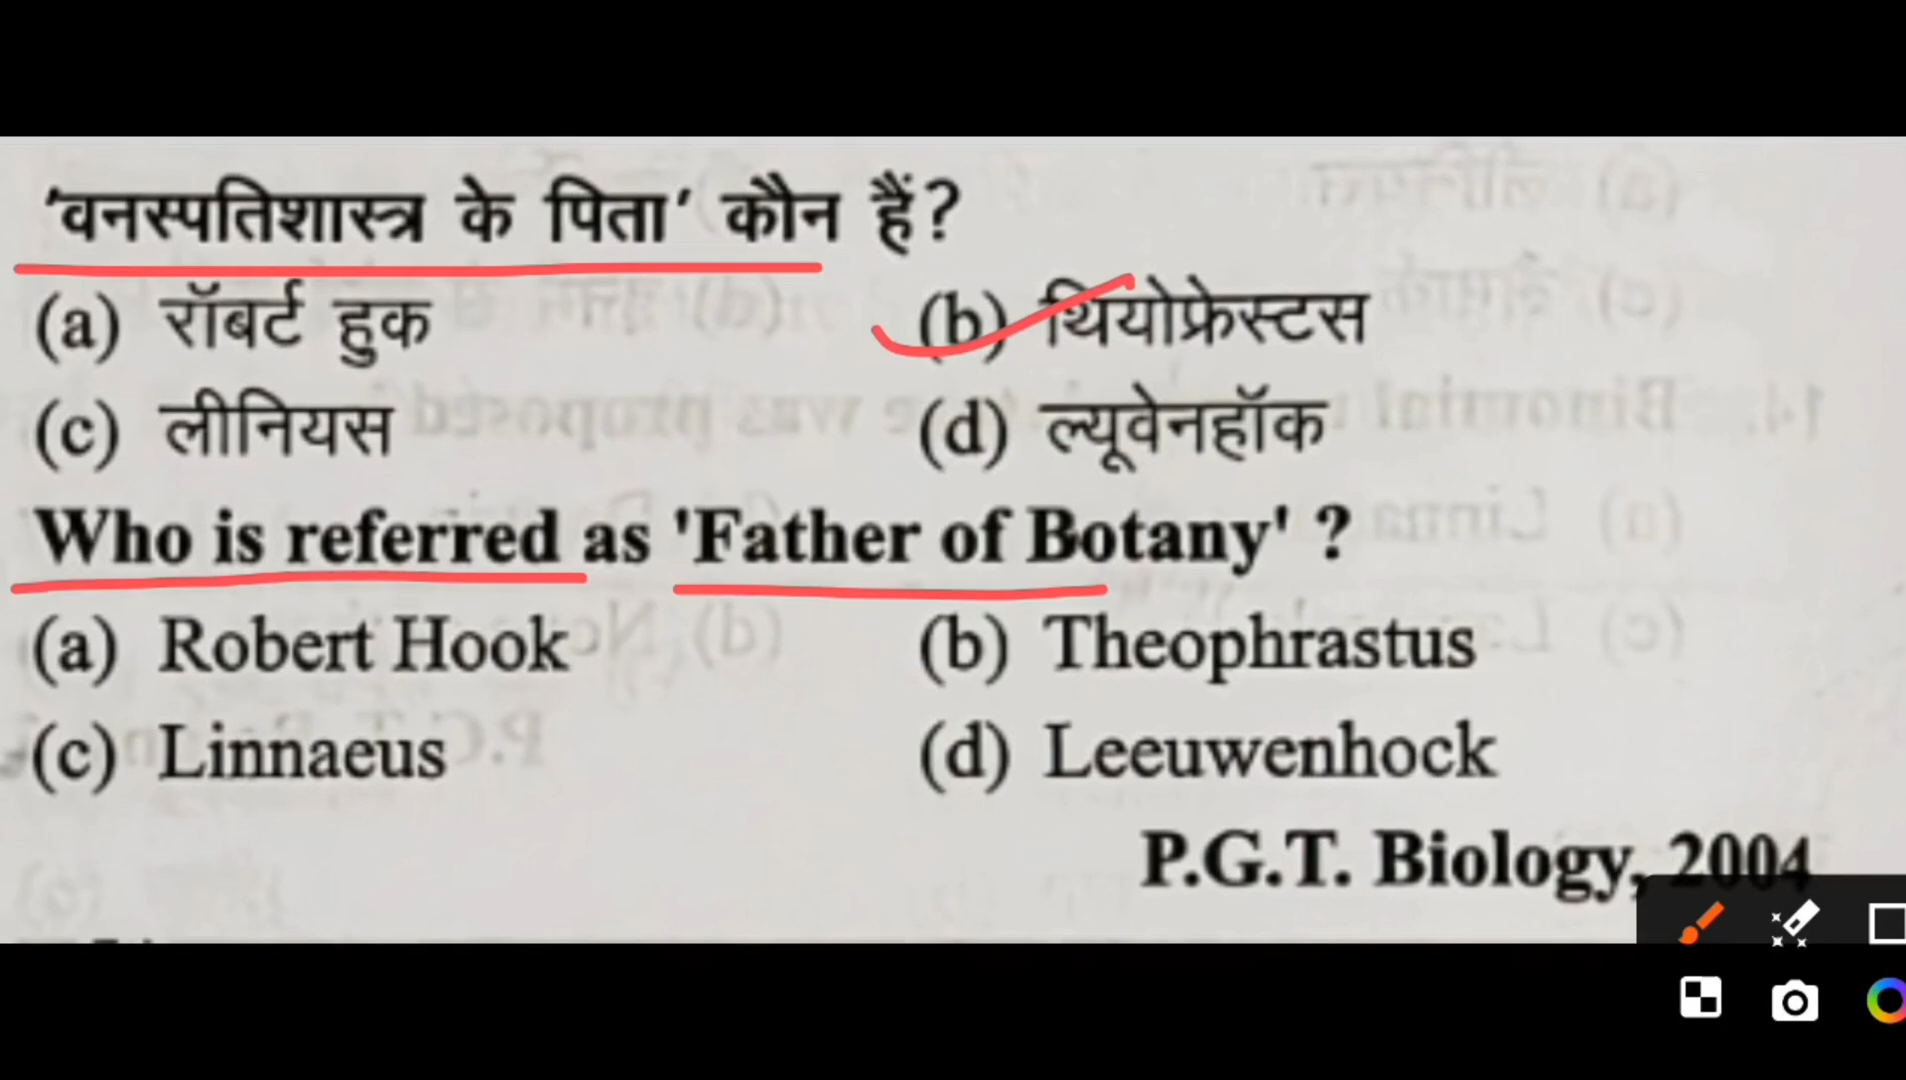 'वनस्पतिशास्त्र के पिता' कौन हैं?
(a) रॉबर्ट हुक (b) थियोफ्रेस्टस
(c) लीनियस (d) ल्यूवेनहॉक
Who is referred as 'Father of Botany' ?
(a) Robert Hook (b) Theophrastus
(c) Linnaeus (d) Leeuwenhock
P.G.T. Biology, 2004